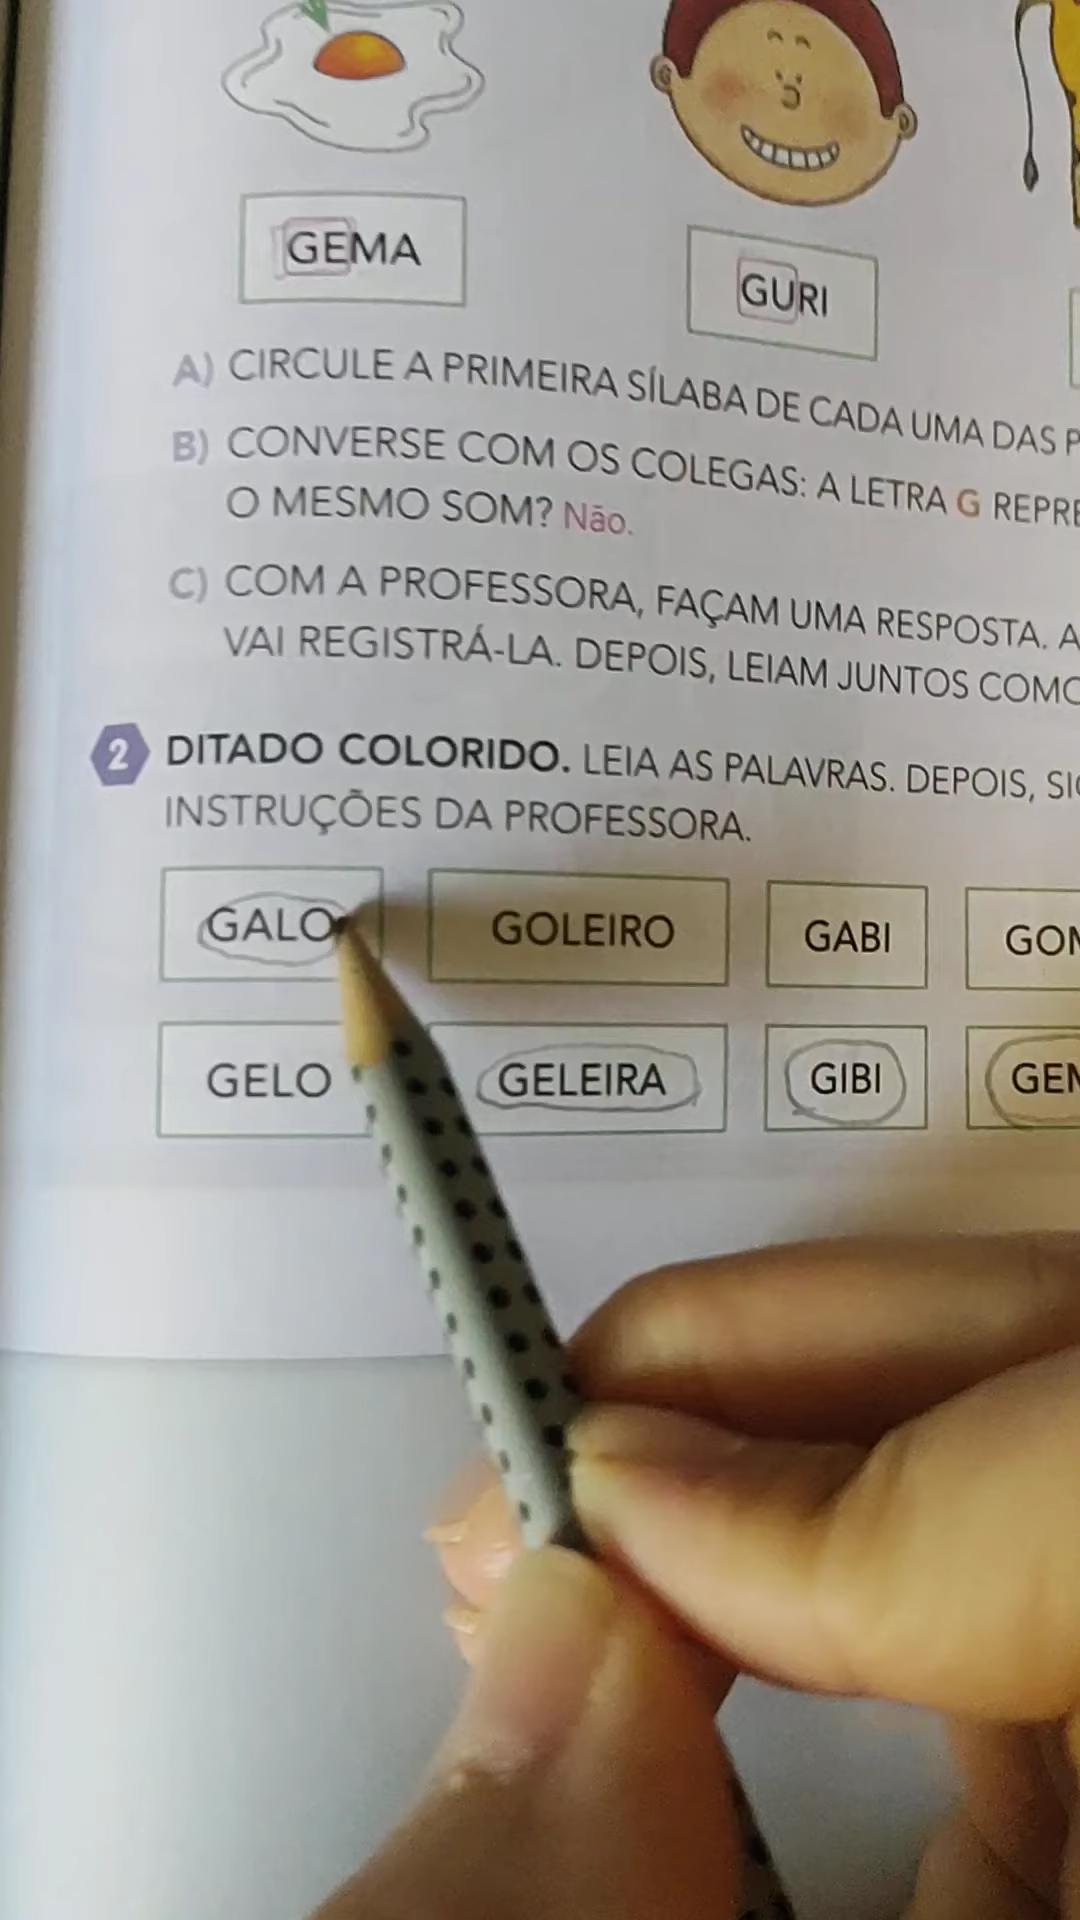 GEMA
GURI
A) CIRCULE A PRIMEIRA SÍLABA DE CADA UMA DAS
B) CONVERSE COM OS COLEGAS: A LETRA G
O MESMO SOM? Não.
C) COM A PROFESSORA, FAÇAM UMA RESPOSTA. A
VAI REGISTRÁ-LA. DEPOIS, LEIAM JUNTOS
2 DITADO COLORIDO. LEIA AS PALAVRAS. DEPOIS,
INSTRUÇÕES DA PROFESSORA.
GALO GOLEIRO GABI
GELO GELEIRA GIBI